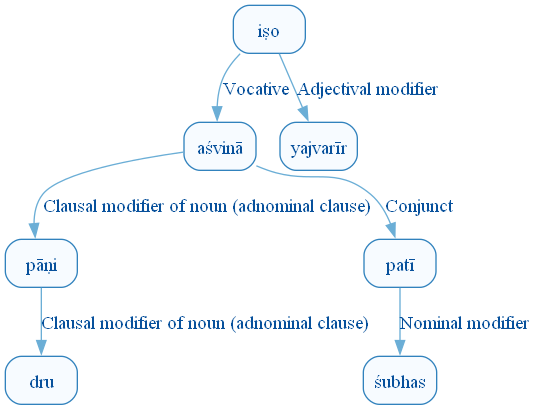 iṣo
Vocative Adjectival modifier
aśvinā yajvarīr
Clausal modifier of noun (adnominal clause) Conjunct
pāṇi patī
Clausal modifier of noun (adnominal clause) Nominal modifier
dru śubhas